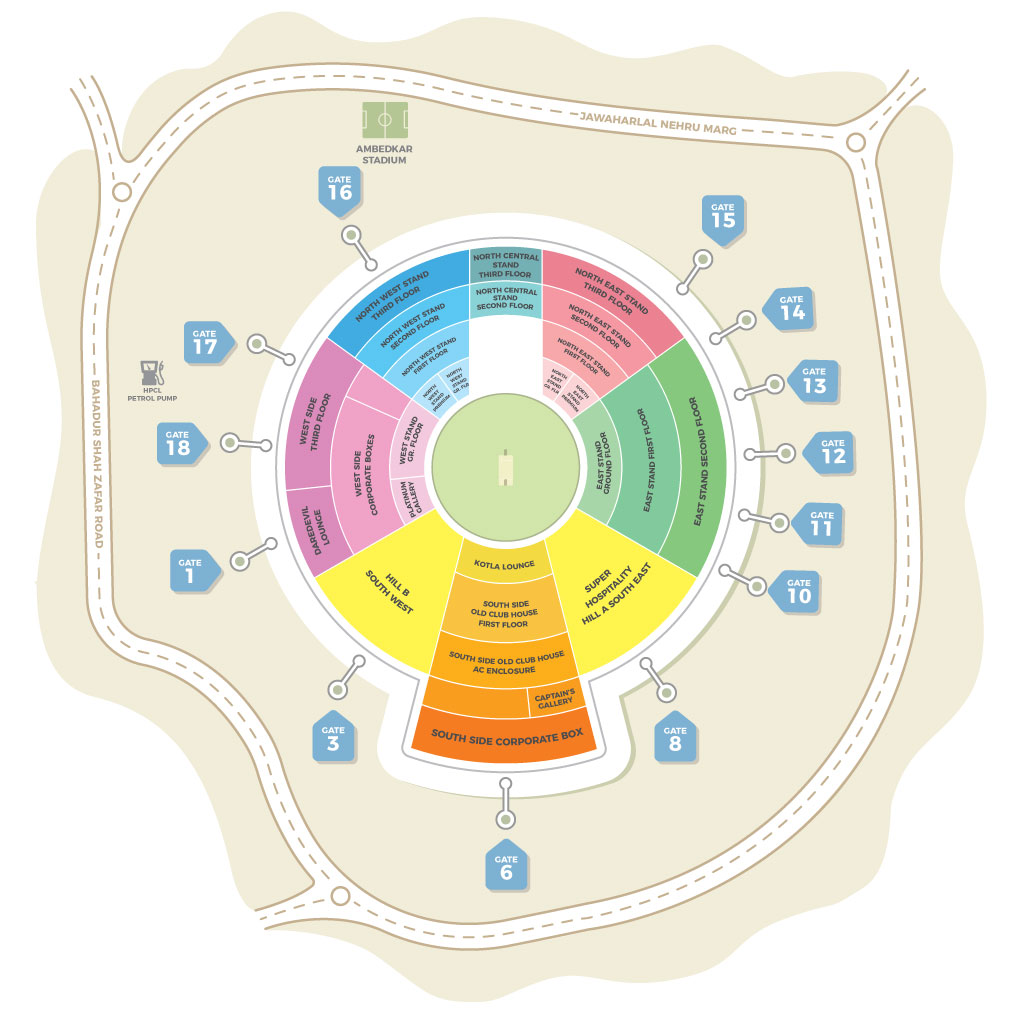 JAWAHARLAL NEHRU MARG
AMBEDKAR
STADIUM
GATE
16
GATE
15
GATE
14
GATE
13
GATE
12
GATE
11
GATE
10
GATE
8
GATE
6
GATE
3
GATE
1
GATE
18
GATE
17
HPCL
PETROL PUMP
BAHADUR SHAH ZAFAR ROAD
NORTH WEST STAND
THIRD FLOOR
NORTH WEST STAND
SECOND FLOOR
NORTH WEST STAND
FIRST FLOOR
NORTH
WEST
STAND
PREMIUM
NORTH
WEST
STAND
GR. FLR
NORTH CENTRAL
STAND
THIRD FLOOR
NORTH CENTRAL
STAND
SECOND FLOOR
NORTH EAST STAND
THIRD FLOOR
NORTH EAST STAND
SECOND FLOOR
NORTH EAST STAND
FIRST FLOOR
NORTH
EAST
STAND
GR. FLR
NORTH
EAST
STAND
PREMIUM
WEST SIDE
THIRD FLOOR
WEST SIDE
CORPORATE BOXES
WEST STAND
GR. FLOOR
PLATINUM
GALLERY
DAREDEVIL
LOUNGE
EAST STAND
GROUND FLOOR
EAST STAND FIRST FLOOR
EAST STAND SECOND FLOOR
HILL B
SOUTH WEST
KOTLA LOUNGE
SOUTH SIDE
OLD CLUB HOUSE
FIRST FLOOR
SOUTH SIDE OLD CLUB HOUSE
AC ENCLOSURE
CAPTAIN'S
GALLERY
SOUTH SIDE CORPORATE BOX
SUPER
HOSPITALITY
HILL A SOUTH EAST